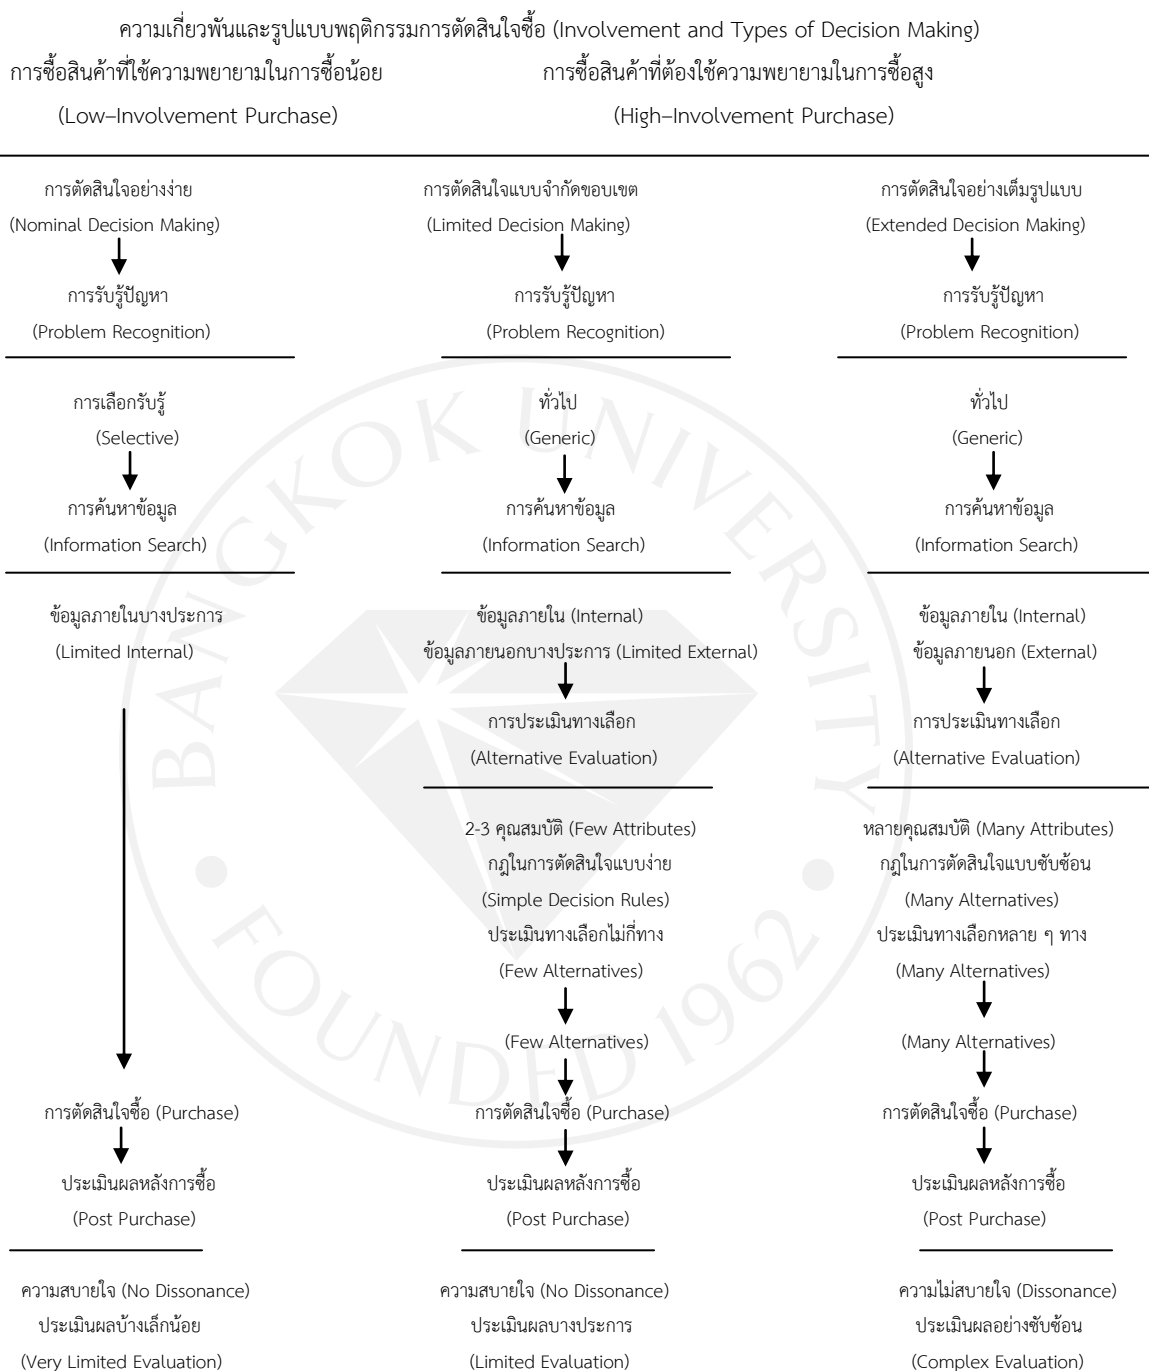 ความเกี่ยวพันและรูปแบบพฤติกรรมการตัดสินใจซื้อ (Involvement and Types of Decision Making)
การซื้อสินค้าที่ใช้ความพยายามในการซื้อน้อย การซื้อสินค้าที่ต้องใช้ความพยายามในการซื้อสูง
(Low–Involvement Purchase) (High–Involvement Purchase)
การตัดสินใจอย่างง่าย การตัดสินใจแบบจำกัดขอบเขต การตัดสินใจอย่างเต็มรูปแบบ
(Nominal Decision Making) (Limited Decision Making) (Extended Decision Making)
การรับรู้ปัญหา การรับรู้ปัญหา การรับรู้ปัญหา
(Problem Recognition) (Problem Recognition) (Problem Recognition)
การเลือกรับรู้ ทั่วไป ทั่วไป
(Selective) (Generic) (Generic)
การค้นหาข้อมูล การค้นหาข้อมูล การค้นหาข้อมูล
(Information Search) (Information Search) (Information Search)
ข้อมูลภายในบางประการ ข้อมูลภายใน (Internal) ข้อมูลภายใน (Internal)
(Limited Internal) ข้อมูลภายนอกบางประการ (Limited External) ข้อมูลภายนอก (External)
การประเมินทางเลือก การประเมินทางเลือก
(Alternative Evaluation) (Alternative Evaluation)
2-3 คุณสมบัติ (Few Attributes) หลายคุณสมบัติ (Many Attributes)
กฎในการตัดสินใจแบบง่าย กฎในการตัดสินใจแบบซับซ้อน
(Simple Decision Rules) (Many Alternatives)
ประเมินทางเลือกไม่กี่ทาง ประเมินทางเลือกหลาย ๆ ทาง
(Few Alternatives) (Many Alternatives)
(Few Alternatives) (Many Alternatives)
การตัดสินใจซื้อ (Purchase) การตัดสินใจซื้อ (Purchase) การตัดสินใจซื้อ (Purchase)
ประเมินผลหลังการซื้อ ประเมินผลหลังการซื้อ ประเมินผลหลังการซื้อ
(Post Purchase) (Post Purchase) (Post Purchase)
ความสบายใจ (No Dissonance) ความสบายใจ (No Dissonance) ความไม่สบายใจ (Dissonance)
ประเมินผลบ้างเล็กน้อย ประเมินผลบางประการ ประเมินผลอย่างซับซ้อน
(Very Limited Evaluation) (Limited Evaluation) (Complex Evaluation)
BANGKOK UNIVERSITY
FOUNDED 1962